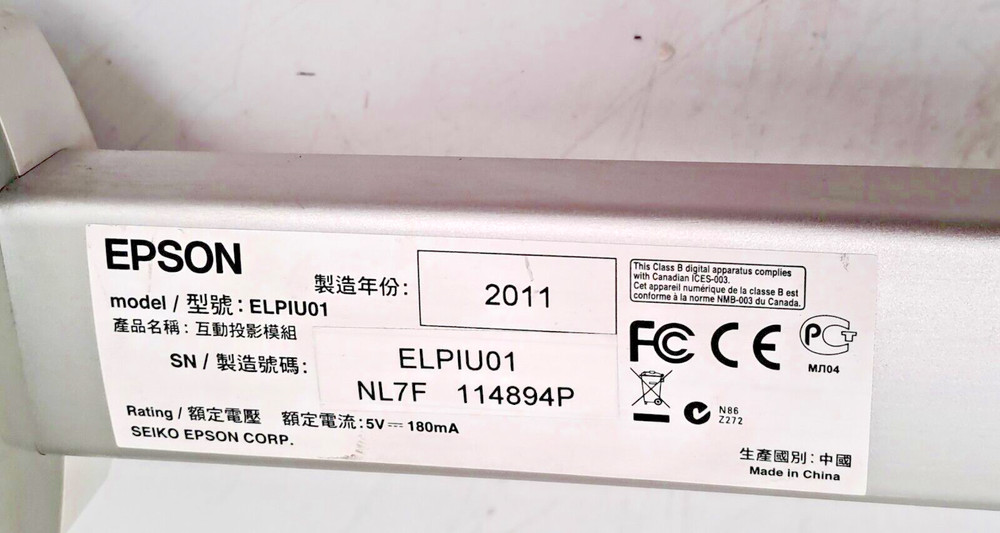 EPSON
製造年份: 2011
model / 型號 : ELPIU01
產品名稱 : 互動投影模組
SN / 製造號碼: ELPIU01
NL7F 114894P
Rating / 額定電壓 額定電流 : 5V ⎓ 180mA
SEIKO EPSON CORP.
This Class B digital apparatus complies
with Canadian ICES-003.
Cet appareil numérique de la classe B est
conforme à la norme NMB-003 du Canada.
FC CE PCT
МЛ04
N86
Z272
生產國別 : 中國
Made in China